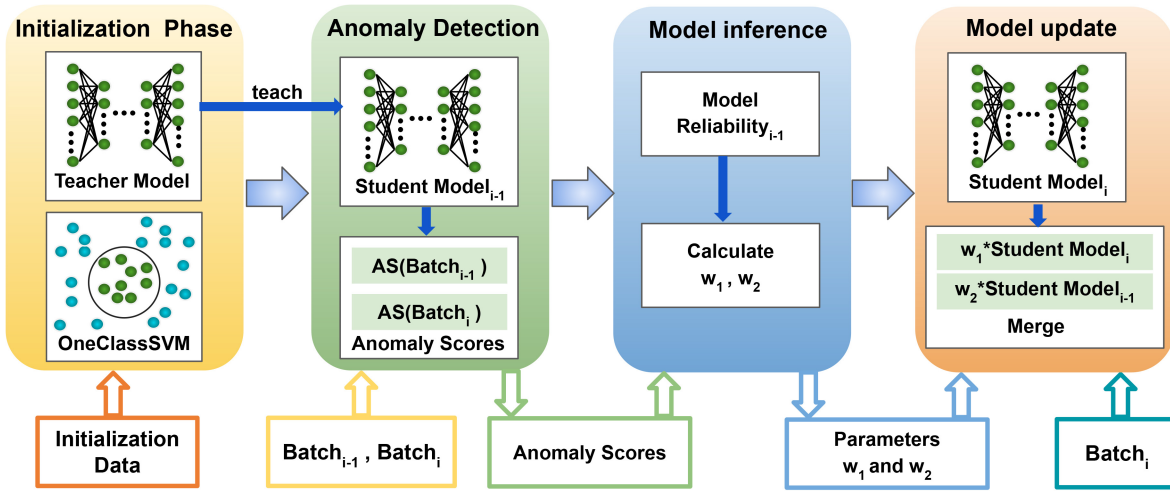 Initialization Phase
Teacher Model
OneClassSVM
teach
Anomaly Detection
Student Model_{i-1}
AS(Batch_{i-1})
AS(Batch_i)
Anomaly Scores
Model inference
Model
Reliability_{i-1}
Calculate
w_1 , w_2
Model update
Student Model_i
w_1*Student Model_i
w_2*Student Model_{i-1}
Merge
Initialization
Data
Batch_{i-1} , Batch_i
Anomaly Scores
Parameters
w_1 and w_2
Batch_i